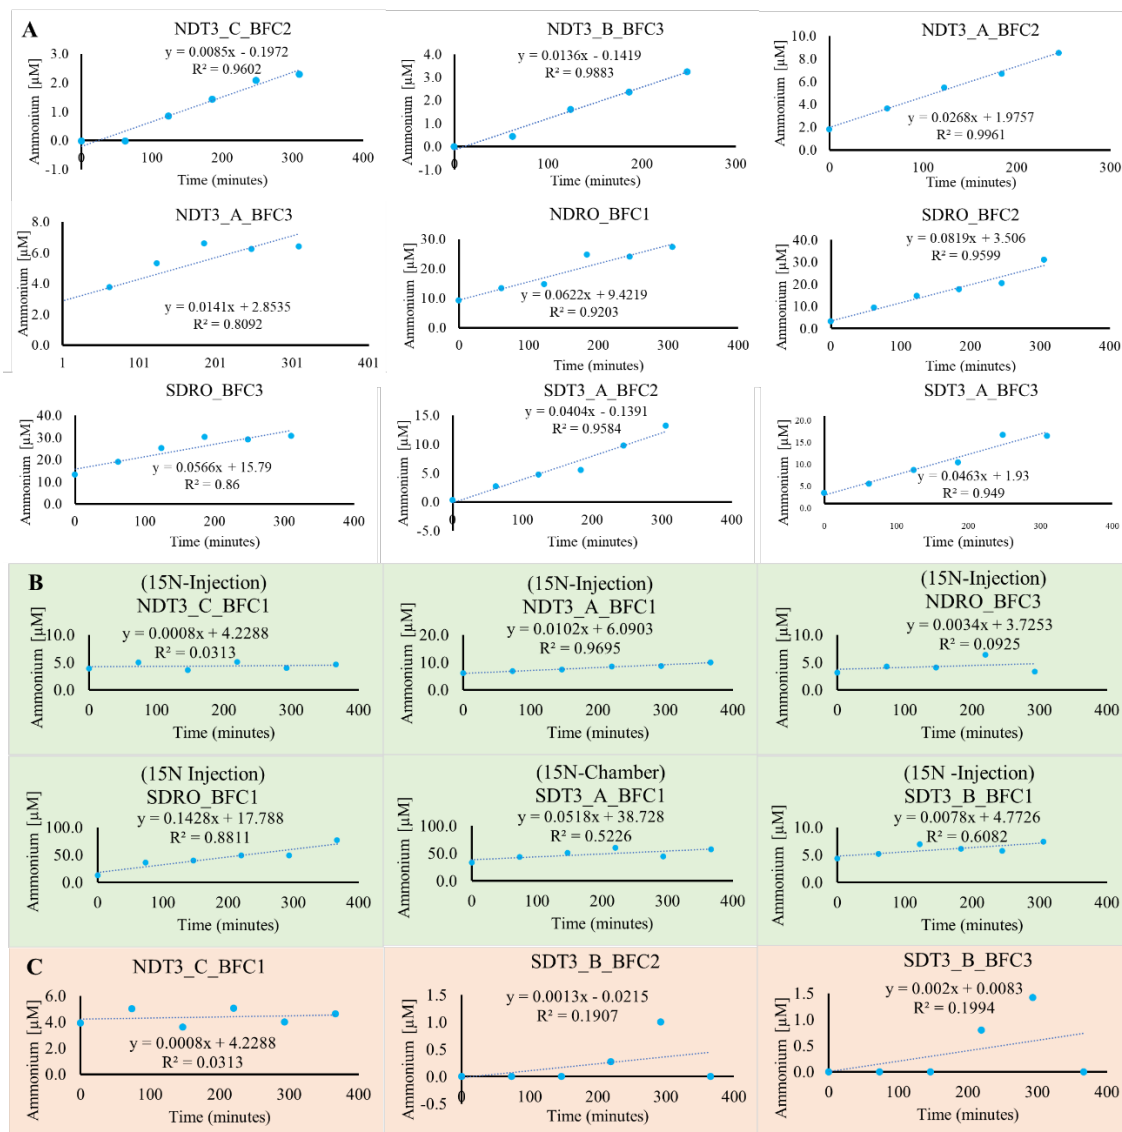 A
NDT3_C_BFC2
y = 0.0085x - 0.1972
R² = 0.9602
Ammonium [µM]
3.0
2.0
1.0
0.0
-1.0
0 100 200 300 400
Time (minutes)
NDT3_B_BFC3
y = 0.0136x - 0.1419
R² = 0.9883
Ammonium [µM]
4.0
3.0
2.0
1.0
0.0
-1.0
0 100 200 300
Time (minutes)
NDT3_A_BFC2
y = 0.0268x + 1.9757
R² = 0.9961
Ammonium [µM]
10.0
8.0
6.0
4.0
2.0
0.0
0 100 200 300
Time (minutes)
NDT3_A_BFC3
y = 0.0141x + 2.8535
R² = 0.8092
Ammonium [µM]
8.0
6.0
4.0
2.0
0.0
1 101 201 301 401
Time (minutes)
NDRO_BFC1
y = 0.0622x + 9.4219
R² = 0.9203
Ammonium [µM]
30.0
20.0
10.0
0.0
0 100 200 300 400
Time (minutes)
SDRO_BFC2
y = 0.0819x + 3.506
R² = 0.9599
Ammonium [µM]
40.0
30.0
20.0
10.0
0.0
0 100 200 300 400
Time (minutes)
SDRO_BFC3
y = 0.0566x + 15.79
R² = 0.86
Ammonium [µM]
40.0
30.0
20.0
10.0
0.0
0 100 200 300 400
Time (minutes)
SDT3_A_BFC2
y = 0.0404x - 0.1391
R² = 0.9584
Ammonium [µM]
15.0
10.0
5.0
0.0
-5.0
0 100 200 300 400
Time (minutes)
SDT3_A_BFC3
y = 0.0463x + 1.93
R² = 0.949
Ammonium [µM]
20.0
15.0
10.0
5.0
0.0
0 100 200 300 400
Time (minutes)
B
(15N-Injection)
NDT3_C_BFC1
y = 0.0008x + 4.2288
R² = 0.0313
Ammonium [µM]
10.0
5.0
0.0
0 100 200 300 400
Time (minutes)
(15N-Injection)
NDT3_A_BFC1
y = 0.0102x + 6.0903
R² = 0.9695
Ammonium [µM]
20.0
10.0
0.0
0 100 200 300 400
Time (minutes)
(15N-Injection)
NDRO_BFC3
y = 0.0034x + 3.7253
R² = 0.0925
Ammonium [µM]
10.0
5.0
0.0
0 100 200 300 400
Time (minutes)
(15N Injection)
SDRO_BFC1
y = 0.1428x + 17.788
R² = 0.8811
Ammonium [µM]
100.0
50.0
0.0
0 100 200 300 400
Time (minutes)
(15N-Chamber)
SDT3_A_BFC1
y = 0.0518x + 38.728
R² = 0.5226
Ammonium [µM]
100.0
50.0
0.0
0 100 200 300 400
Time (minutes)
(15N -Injection)
SDT3_B_BFC1
y = 0.0078x + 4.7726
R² = 0.6082
Ammonium [µM]
10.0
5.0
0.0
0 100 200 300 400
Time (minutes)
C
NDT3_C_BFC1
y = 0.0008x + 4.2288
R² = 0.0313
Ammonium [µM]
6.0
4.0
2.0
0.0
0 100 200 300 400
Time (minutes)
SDT3_B_BFC2
y = 0.0013x - 0.0215
R² = 0.1907
Ammonium [µM]
1.5
1.0
0.5
0.0
-0.5
0 100 200 300 400
Time (minutes)
SDT3_B_BFC3
y = 0.002x + 0.0083
R² = 0.1994
Ammonium [µM]
1.5
1.0
0.5
0.0
0 100 200 300 400
Time (minutes)